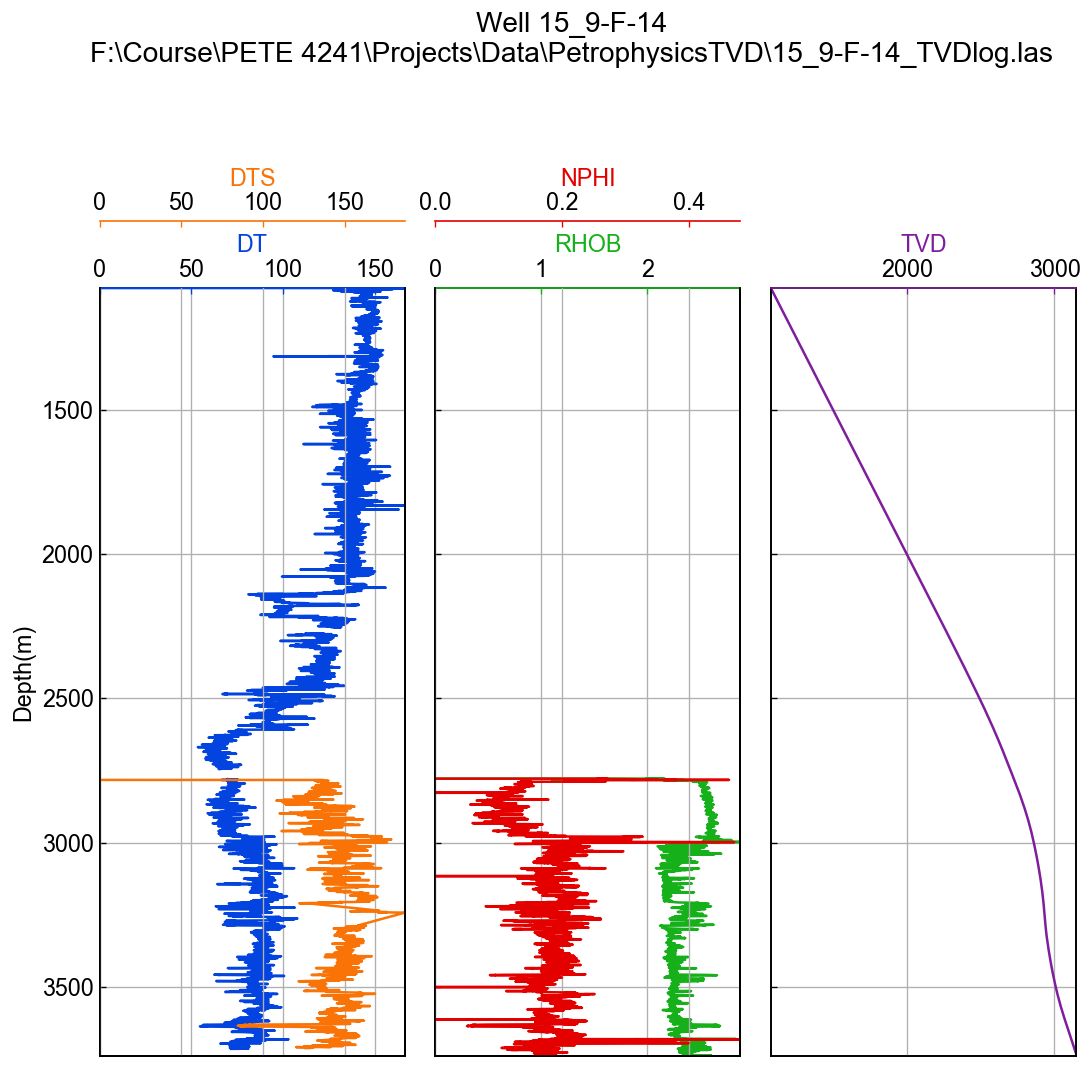 Well 15_9-F-14
F:\Course\PETE 4241\Projects\Data\PetrophysicsTVD\15_9-F-14_TVDlog.las
DTS NPHI
0 50 100 150 0.0 0.2 0.4
DT RHOB TVD
0 50 100 150 0 1 2 2000 3000
1500
2000
Depth(m)
2500
3000
3500